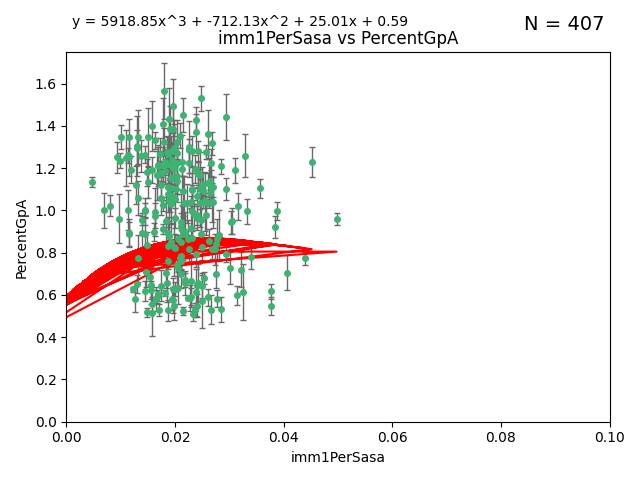 y = 5918.85x^3 + -712.13x^2 + 25.01x + 0.59
N = 407
imm1PerSasa vs PercentGpA
PercentGpA
1.6
1.4
1.2
1.0
0.8
0.6
0.4
0.2
0.0
0.00 0.02 0.04 0.06 0.08 0.10
imm1PerSasa